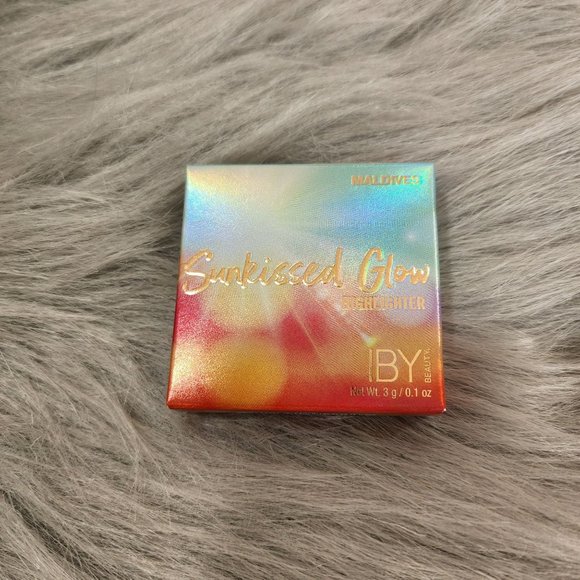 MALDIVES
Sunkissed Glow
HIGHLIGHTER
BY
BEAUTY
Net Wt. 3 g / 0.1 oz